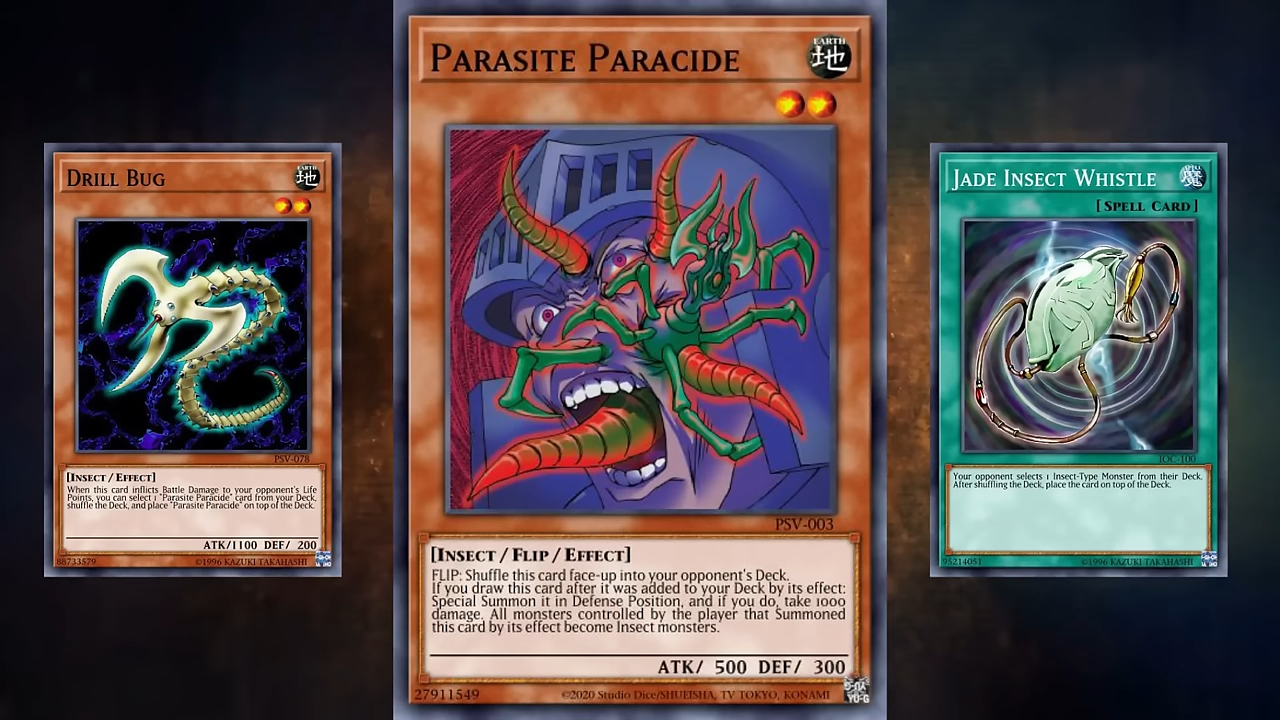 DRILL BUG
EARTH
地
PSV-078
[INSECT / EFFECT]
When this card inflicts Battle Damage to your opponent's Life
Points, you can select 1 "Parasite Paracide" card from your Deck,
shuffle the Deck, and place "Parasite Paracide" on top of the Deck.
ATK/1100 DEF/ 200
88733579
©1996 KAZUKI TAKAHASHI
PARASITE PARACIDE
EARTH
地
PSV-003
[INSECT / FLIP / EFFECT]
FLIP: Shuffle this card face-up into your opponent's Deck.
If you draw this card after it was added to your Deck by its effect:
Special Summon it in Defense Position, and if you do, take 1000
damage. All monsters controlled by the player that Summoned
this card by its effect become Insect monsters.
ATK/ 500 DEF/ 300
27911549
©2020 Studio Dice/SHUEISHA, TV TOKYO, KONAMI
JADE INSECT WHISTLE
SPELL
魔
[SPELL CARD]
IOC-100
Your opponent selects 1 Insect-Type Monster from their Deck.
After shuffling the Deck, place the card on top of the Deck.
95214051
©1996 KAZUKI TAKAHASHI